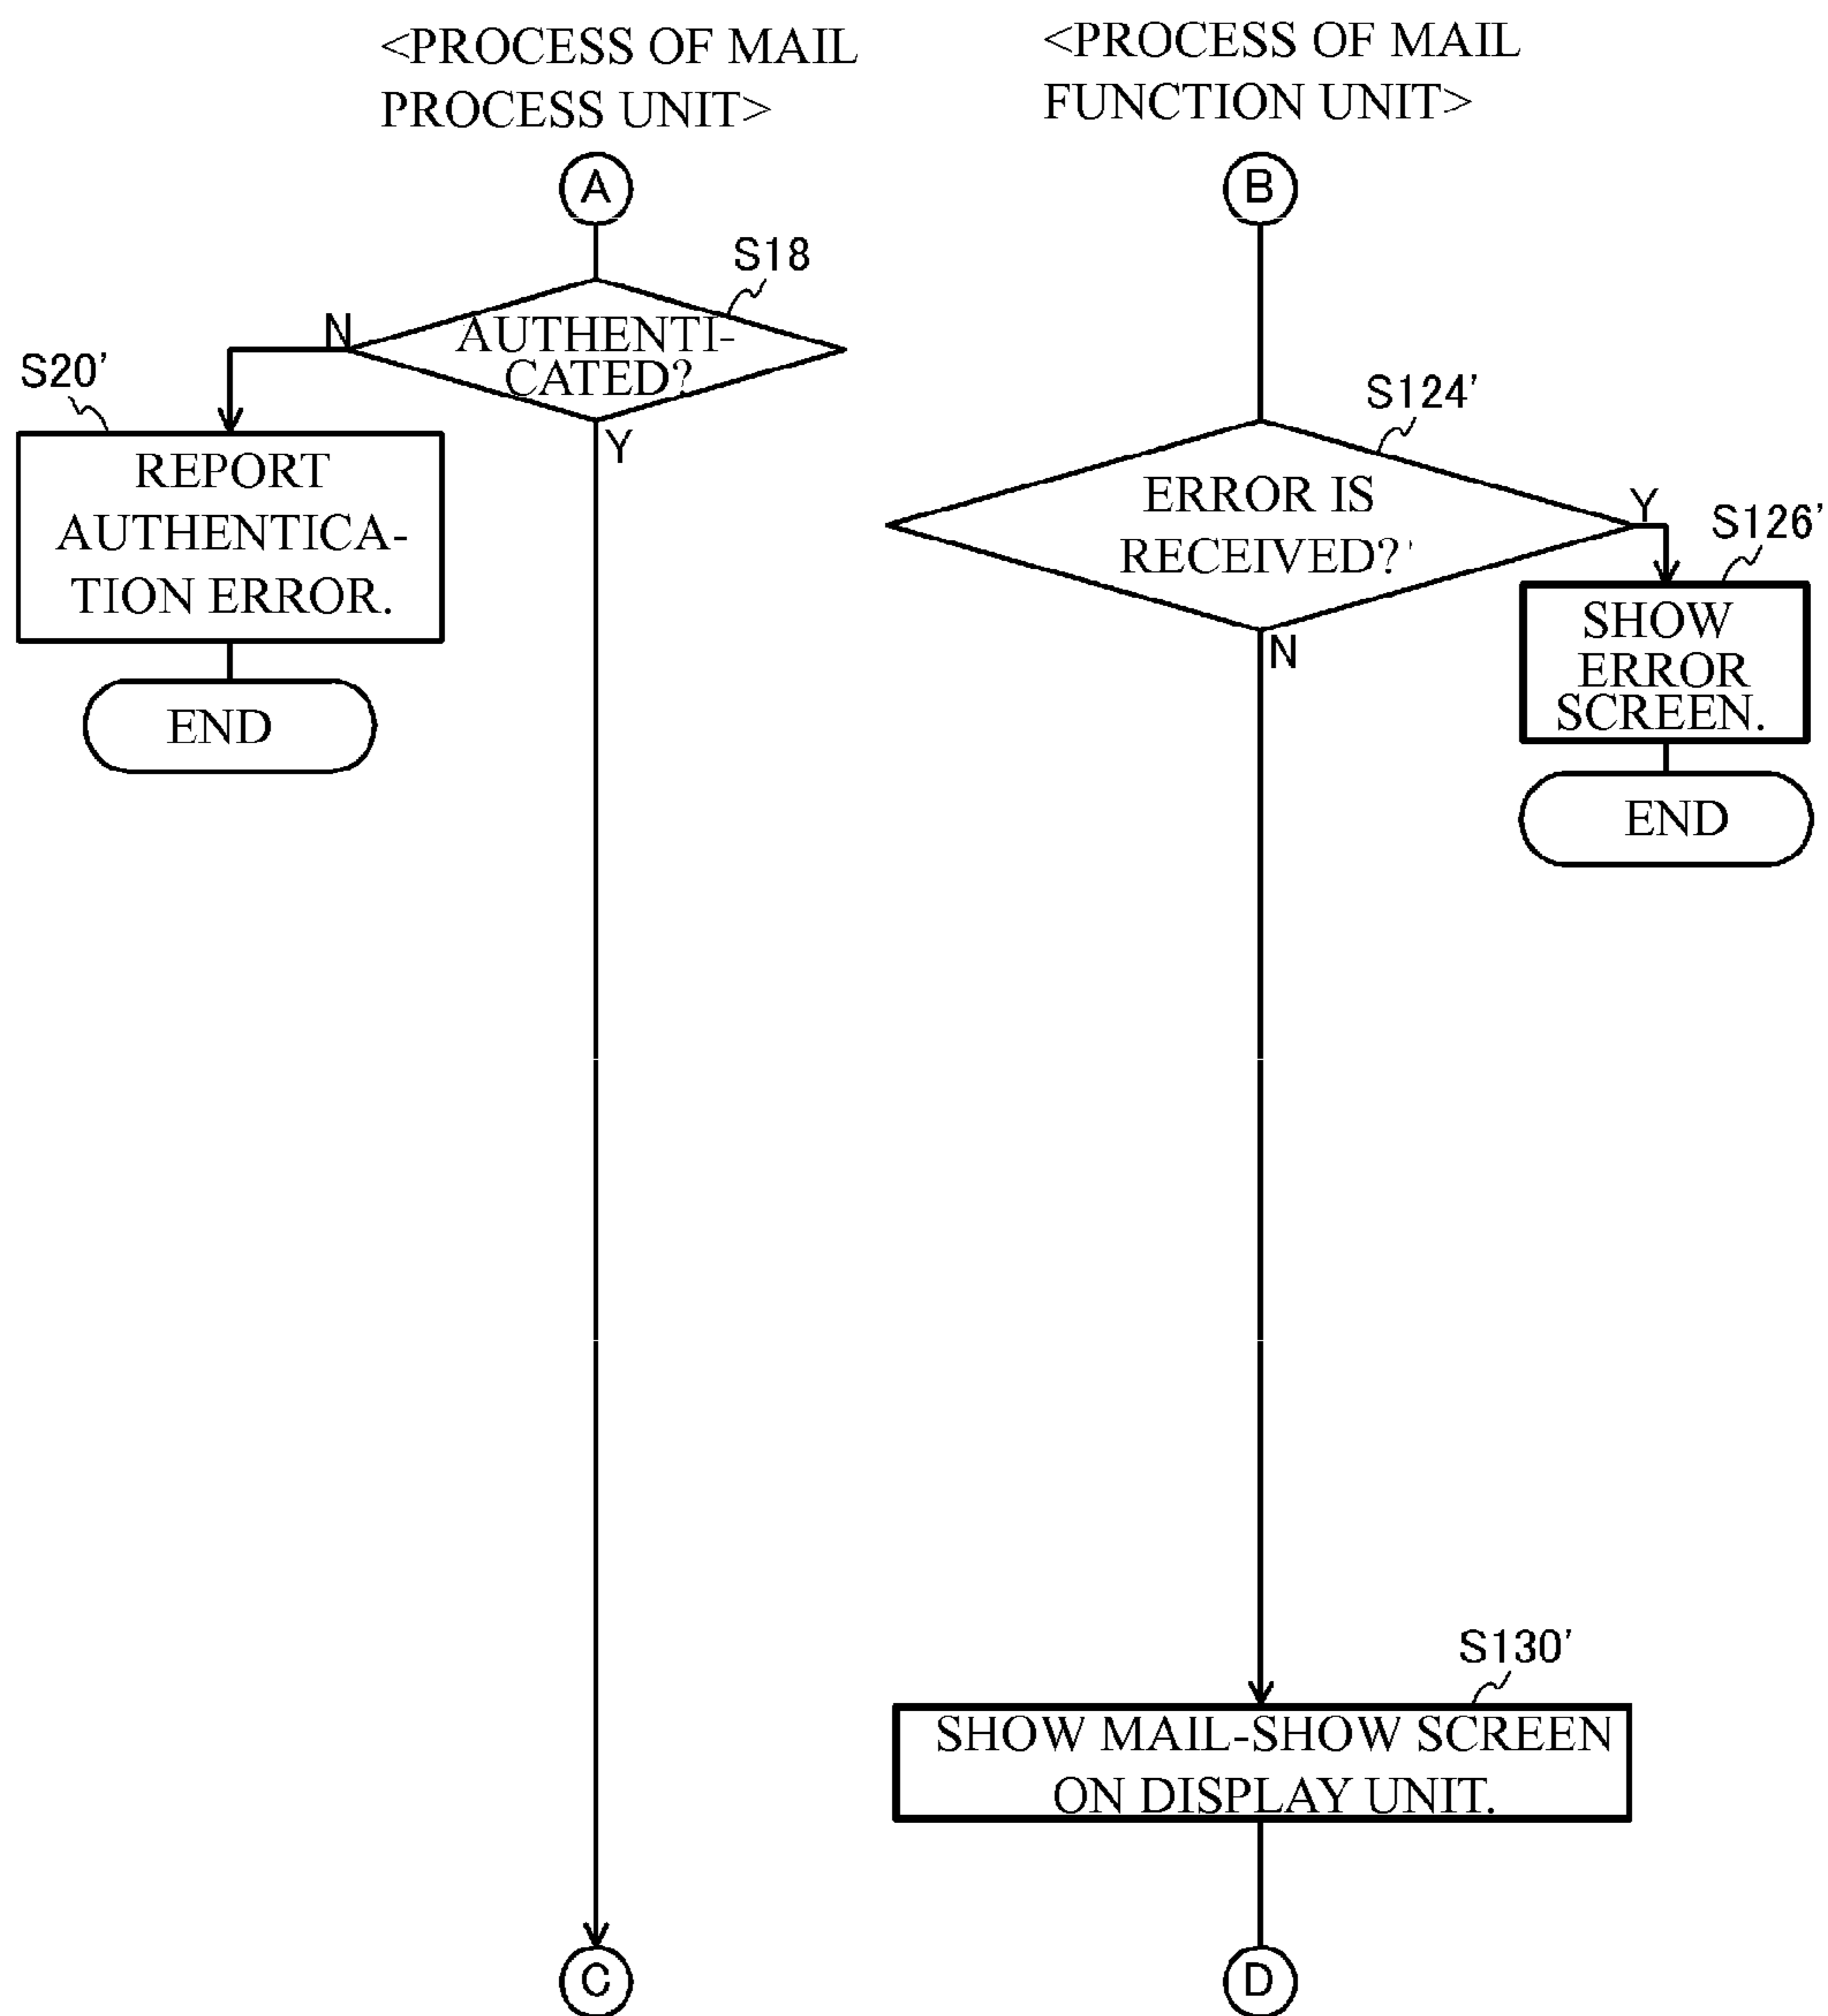 <PROCESS OF MAIL
PROCESS UNIT>
A
S18
AUTHENTI-
CATED?
N
Y
S20'
REPORT
AUTHENTICA-
TION ERROR.
END
C
<PROCESS OF MAIL
FUNCTION UNIT>
B
S124'
ERROR IS
RECEIVED?'
Y
N
S126'
SHOW
ERROR
SCREEN.
END
S130'
SHOW MAIL-SHOW SCREEN
ON DISPLAY UNIT.
D